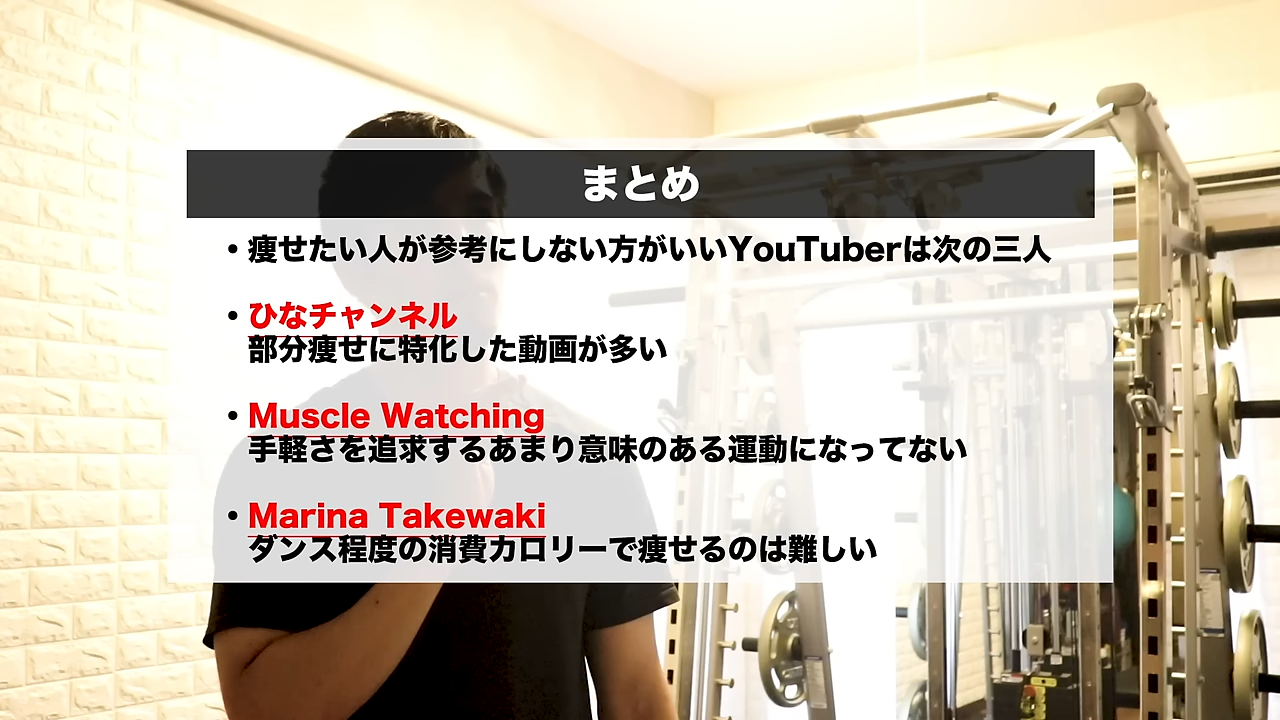 まとめ
•痩せたい人が参考にしない方がいいYouTuberは次の三人
•ひなチャンネル
部分痩せに特化した動画が多い
•Muscle Watching
手軽さを追求するあまり意味のある運動になってない
•Marina Takewaki
ダンス程度の消費カロリーで痩せるのは難しい